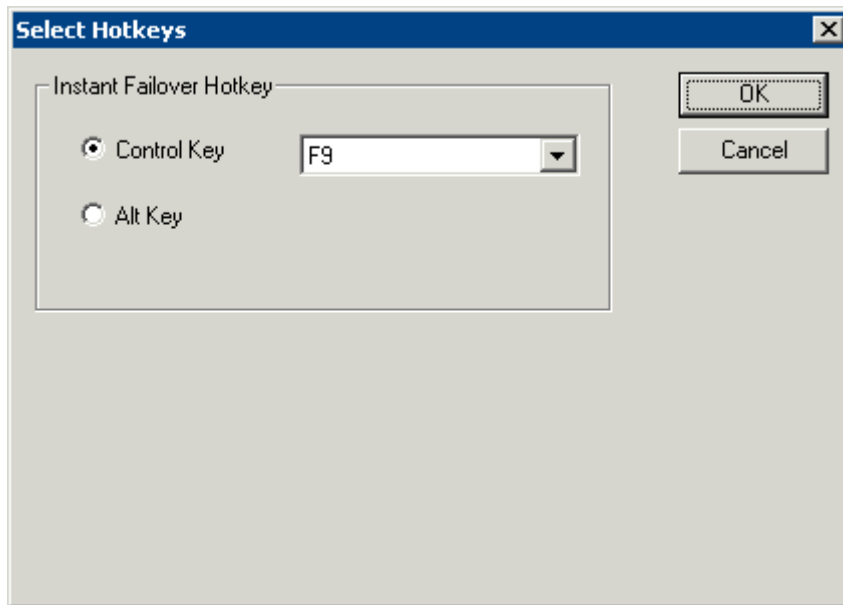 Select Hotkeys
Instant Failover Hotkey
Control Key F9
Alt Key
OK
Cancel